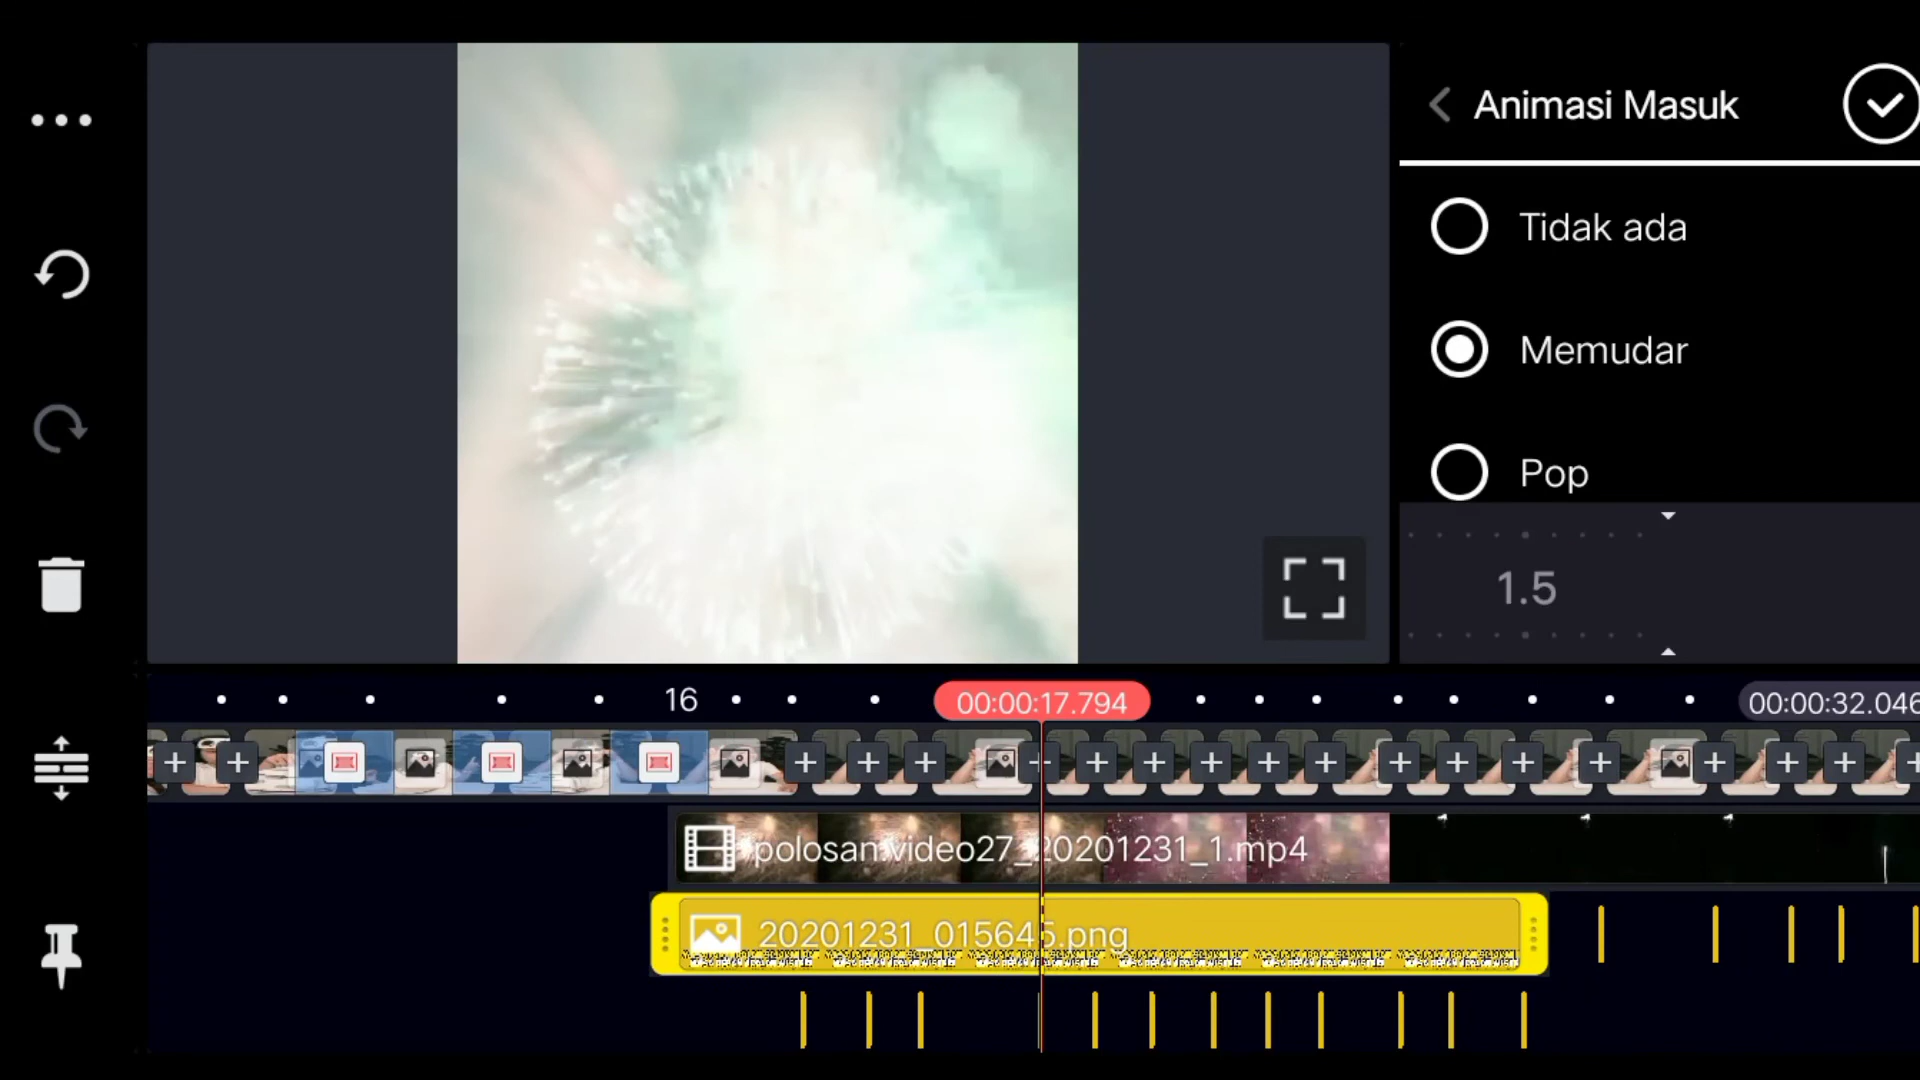 Animasi Masuk
Tidak ada
Memudar
Pop
1.5
16
00:00:17.794
00:00:32.046
polosan video27_20201231_1.mp4
20201231_015645.png